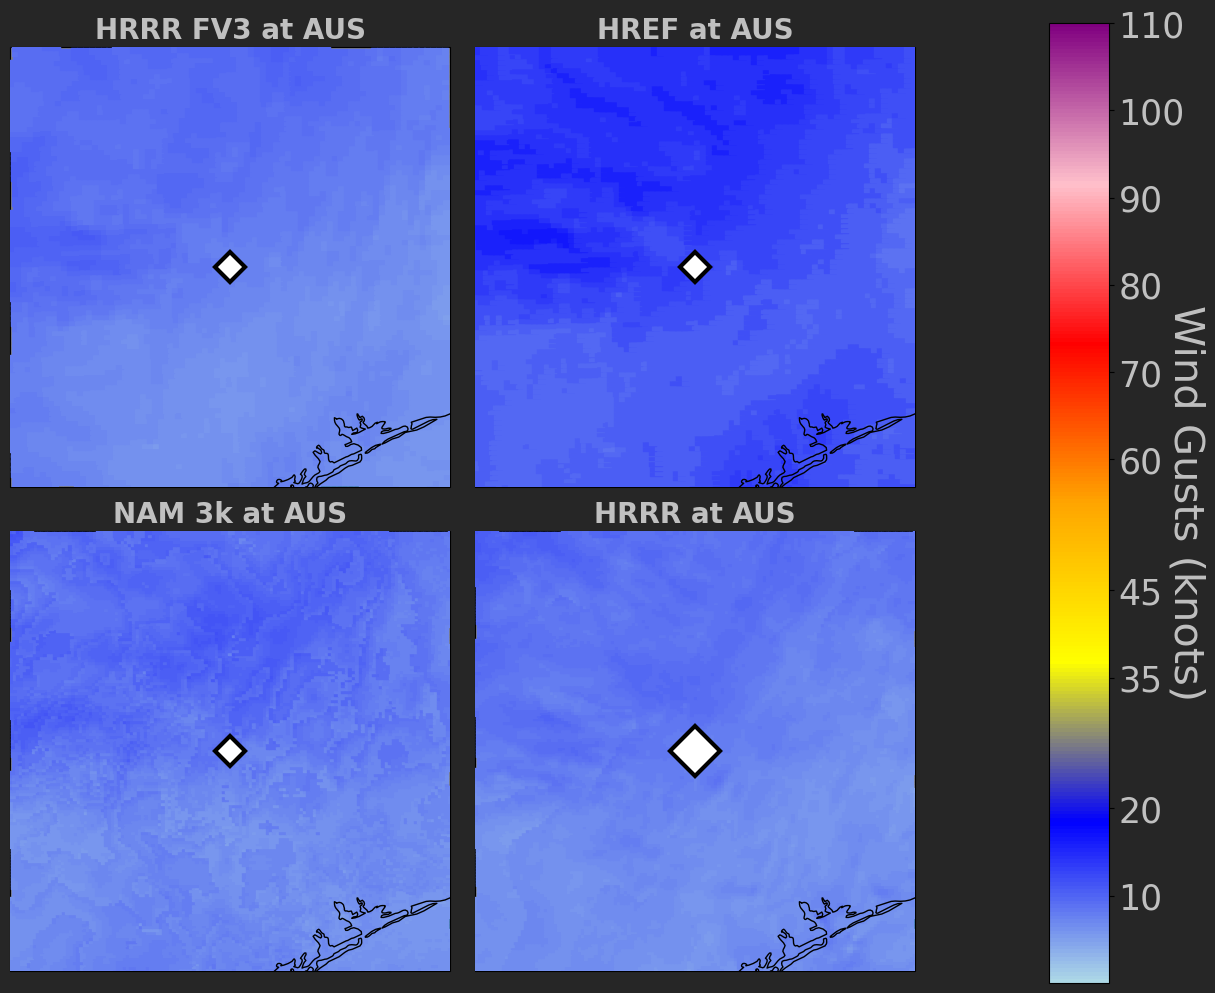 HRRR FV3 at AUS
HREF at AUS
NAM 3k at AUS
HRRR at AUS
110
100
90
80
70
60
45
35
20
10
Wind Gusts (knots)